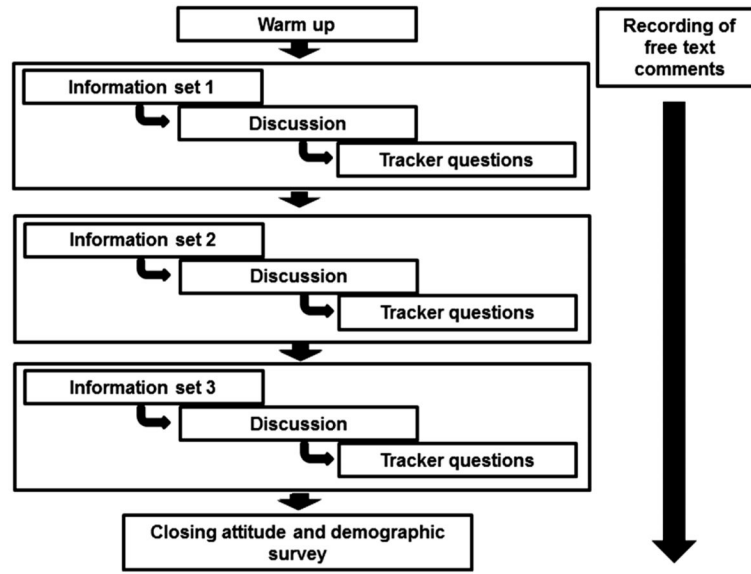 Warm up
Recording of
free text
comments
Information set 1
Discussion
Tracker questions
Information set 2
Discussion
Tracker questions
Information set 3
Discussion
Tracker questions
Closing attitude and demographic
survey